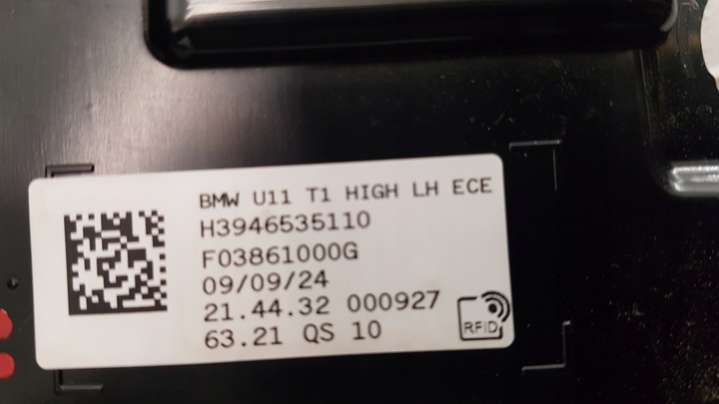 BMW U11 T1 HIGH LH ECE
H3946535110
F03861000G
09/09/24
21.44.32 000927
63.21 QS 10
RFID